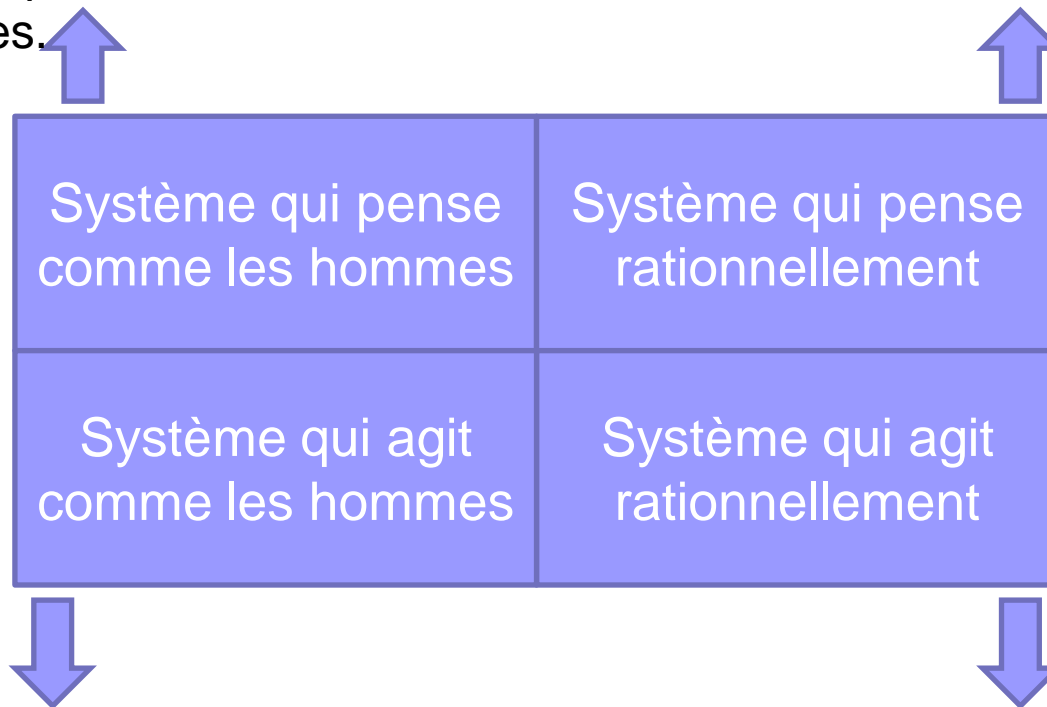 es.
Système qui pense
comme les hommes
Système qui pense
rationnellement
Système qui agit
comme les hommes
Système qui agit
rationnellement